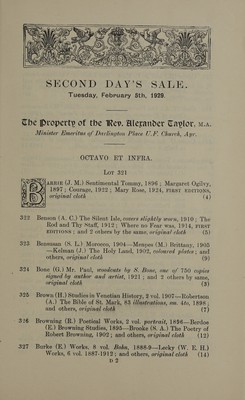 SECOND DAY'S SALE.
Tuesday, February 5th, 1929.
The Property of the Rev. Alexander Taylor, M.A.
Minister Emeritus of Darlington Place U.F. Church, Ayr.
OCTAVO ET INFRA.
LOT 321
BARRIE (J. M.) Sentimental Tommy, 1896; Margaret Ogilvy,
1897; Courage, 1922; Mary Rose, 1924, FIRST EDITIONS,
original cloth (4)
322 Benson (A. C.) The Silent Isle, covers slightly worn, 1910; The
Rod and Thy Staff, 1912; Where no Fear was, 1914, FIRST
EDITIONS; and 2 others by the same, original cloth (5)
323 Bensusan (S. L.) Morocco, 1904—Menpes (M.) Brittany, 1905
—Kelman (J.) The Holy Land, 1902, coloured plates; and
others, original cloth (9)
324 Bone (G.) Mr. Paul, woodcuts by S. Bone, one of 750 copies
signed by author and artist, 1921; and 2 others by same,
original cloth (3)
325 Brown (H.) Studies in Venetian History, 2 vol. 1907—Robertson
(A.) The Bible of St. Mark, 82 illustrations, sm. 4to, 1898;
and others, original cloth (7)
326 Browning (R.) Poetical Works, 2 vol. portrait, 1896—Berdoe
(E.) Browning Studies, 1895—Brooke (S. A.) The Poetry of
Robert Browning, 1902; and others, original cloth (12)
327 Burke (E.) Works, 8 vol. Bohn, 1888-9—Lecky (W. E. H.)
Works, 6 vol. 1887-1912; and others, original cloth (14)
D 2